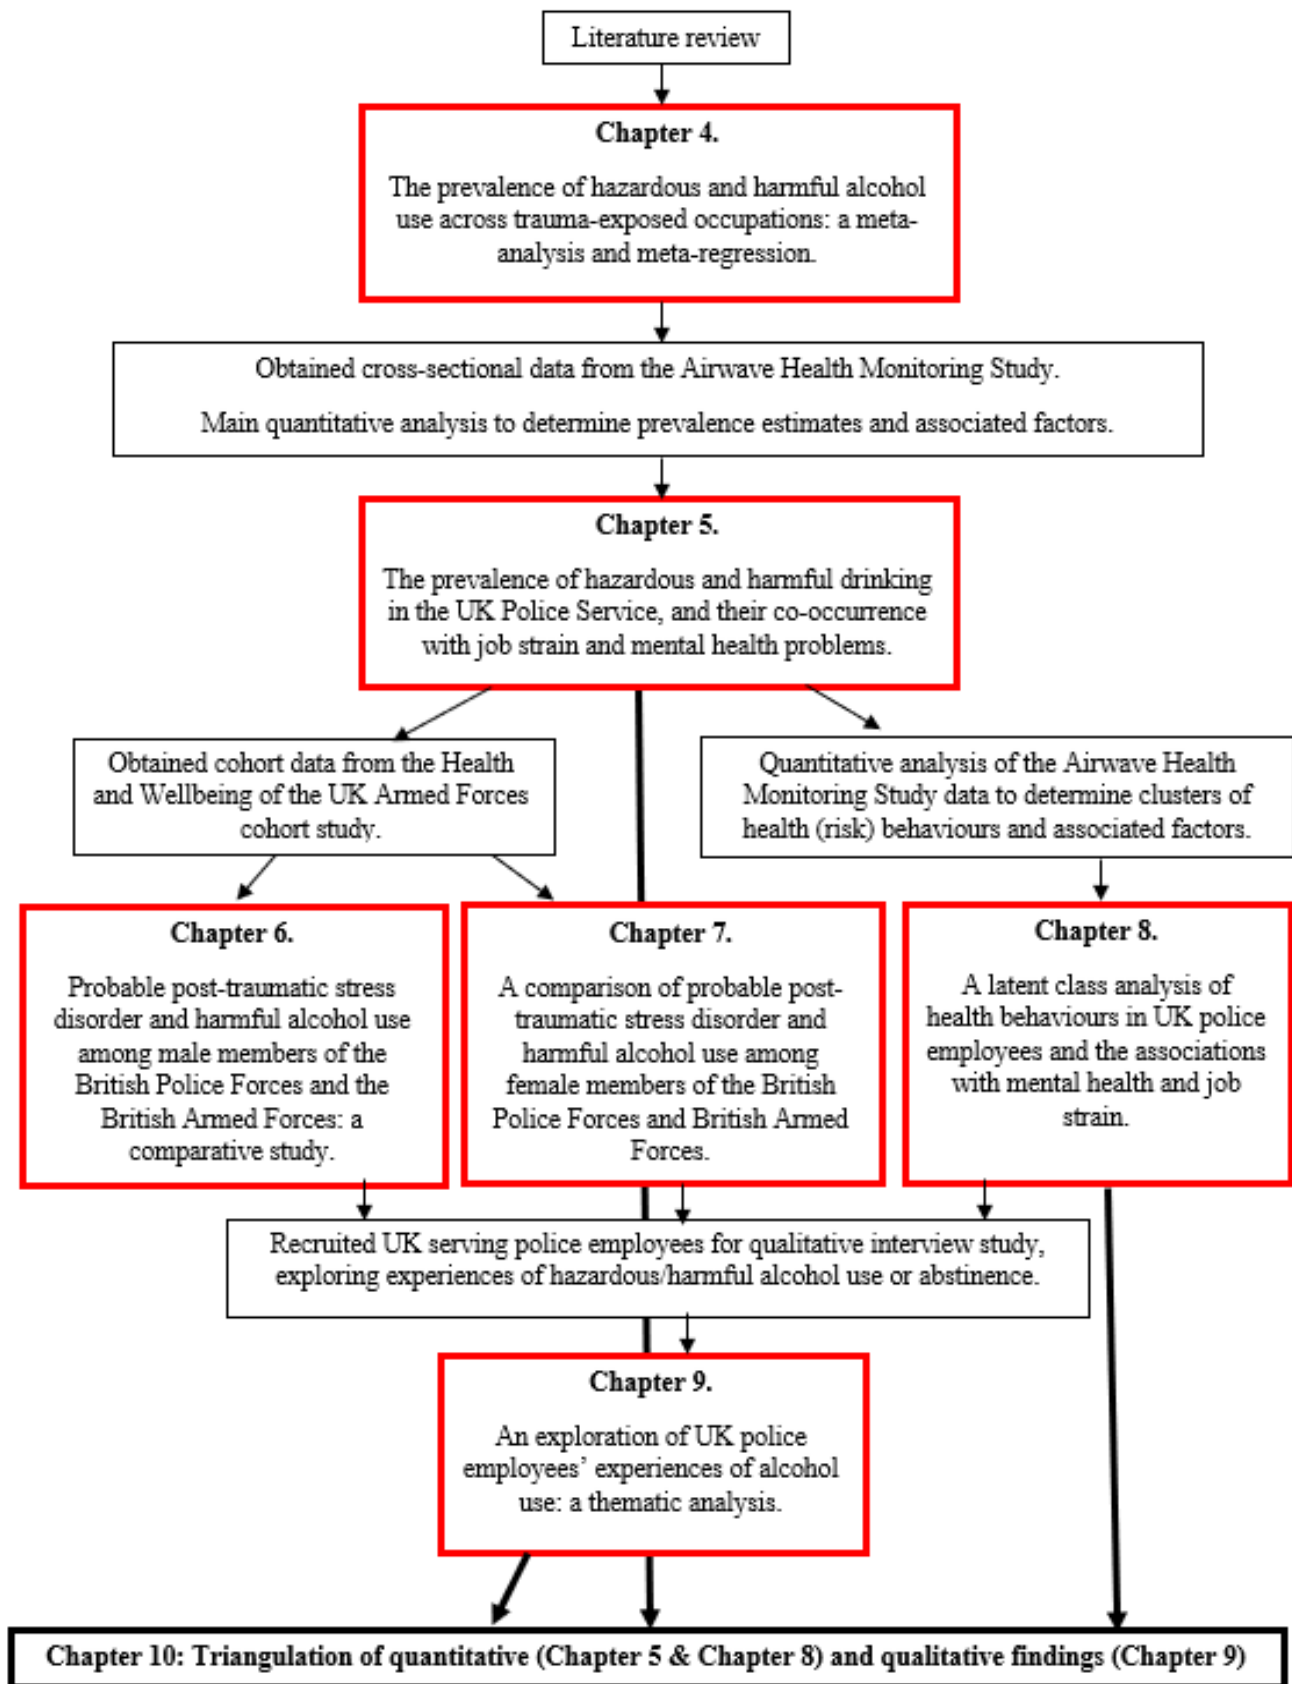 Literature review
Chapter 4.
The prevalence of hazardous and harmful alcohol
use across trauma-exposed occupations: a meta-
analysis and meta-regression.
Obtained cross-sectional data from the Airwave Health Monitoring Study.
Main quantitative analysis to determine prevalence estimates and associated factors.
Chapter 5.
The prevalence of hazardous and harmful drinking
in the UK Police Service, and their co-occurrence
with job strain and mental health problems.
Obtained cohort data from the Health
and Wellbeing of the UK Armed Forces
cohort study.
Quantitative analysis of the Airwave Health
Monitoring Study data to determine clusters of
health (risk) behaviours and associated factors.
Chapter 6.
Probable post-traumatic stress
disorder and harmful alcohol use
among male members of the
British Police Forces and the
British Armed Forces: a
comparative study.
Chapter 7.
A comparison of probable post-
traumatic stress disorder and
harmful alcohol use among
female members of the British
Police Forces and British Armed
Forces.
Chapter 8.
A latent class analysis of
health behaviours in UK police
employees and the associations
with mental health and job
strain.
Recruited UK serving police employees for qualitative interview study,
exploring experiences of hazardous/harmful alcohol use or abstinence.
Chapter 9.
An exploration of UK police
employees’ experiences of alcohol
use: a thematic analysis.
Chapter 10: Triangulation of quantitative (Chapter 5 & Chapter 8) and qualitative findings (Chapter 9)